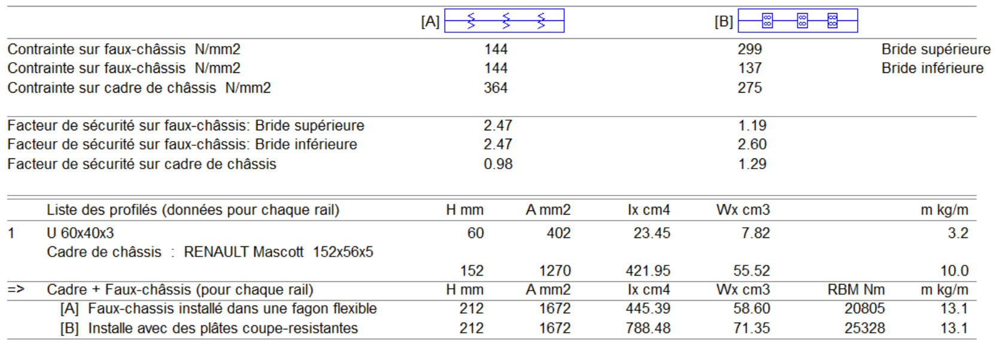 [A] [B]
Contrainte sur faux-châssis N/mm2 144 299 Bride supérieure
Contrainte sur faux-châssis N/mm2 144 137 Bride inférieure
Contrainte sur cadre de châssis N/mm2 364 275
Facteur de sécurité sur faux-châssis: Bride supérieure 2.47 1.19
Facteur de sécurité sur faux-châssis: Bride inférieure 2.47 2.60
Facteur de sécurité sur cadre de châssis 0.98 1.29
Liste des profilés (données pour chaque rail) H mm A mm2 Ix cm4 Wx cm3 m kg/m
1 U 60x40x3 60 402 23.45 7.82 3.2
Cadre de châssis : RENAULT Mascott 152x56x5
152 1270 421.95 55.52 10.0
=> Cadre + Faux-châssis (pour chaque rail) H mm A mm2 Ix cm4 Wx cm3 RBM Nm m kg/m
[A] Faux-chassis installé dans une fagon flexible 212 1672 445.39 58.60 20805 13.1
[B] Installe avec des plâtes coupe-resistantes 212 1672 788.48 71.35 25328 13.1